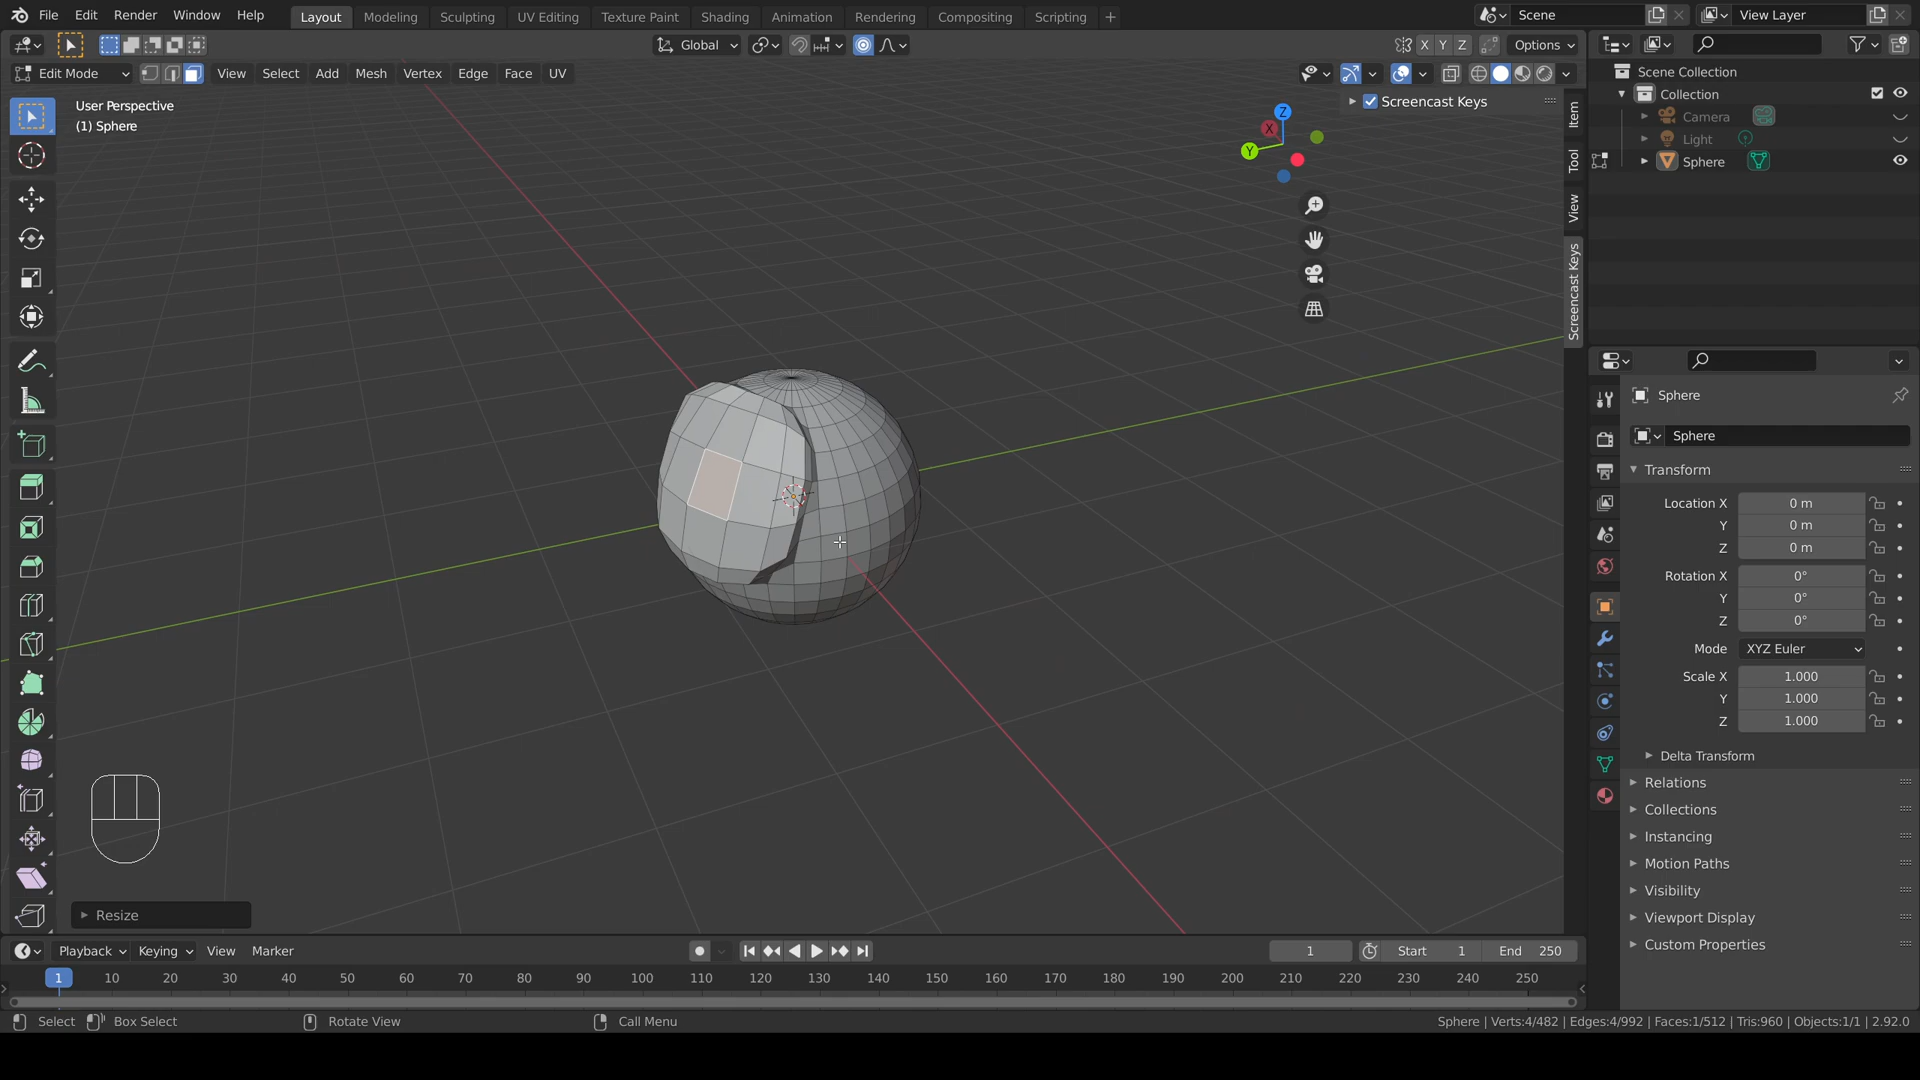 File Edit Render Window Help Layout Modeling Sculpting UV Editing Texture Paint Shading Animation Rendering Compositing Scripting + Scene View Layer
Global Options
Edit Mode View Select Add Mesh Vertex Edge Face UV
X Y Z
User Perspective
(1) Sphere
Screencast Keys
Z
X
Y
Item
Tool
View
Screencast Keys
Scene Collection
Collection
Camera
Light
Sphere
Sphere
Sphere
Transform
Location X 0 m
Y 0 m
Z 0 m
Rotation X 0°
Y 0°
Z 0°
Mode XYZ Euler
Scale X 1.000
Y 1.000
Z 1.000
Delta Transform
Relations
Collections
Instancing
Motion Paths
Visibility
Viewport Display
Custom Properties
Resize
Playback Keying View Marker 1 Start 1 End 250
1 10 20 30 40 50 60 70 80 90 100 110 120 130 140 150 160 170 180 190 200 210 220 230 240 250
Select Box Select Rotate View Call Menu Sphere | Verts:4/482 | Edges:4/992 | Faces:1/512 | Tris:960 | Objects:1/1 | 2.92.0